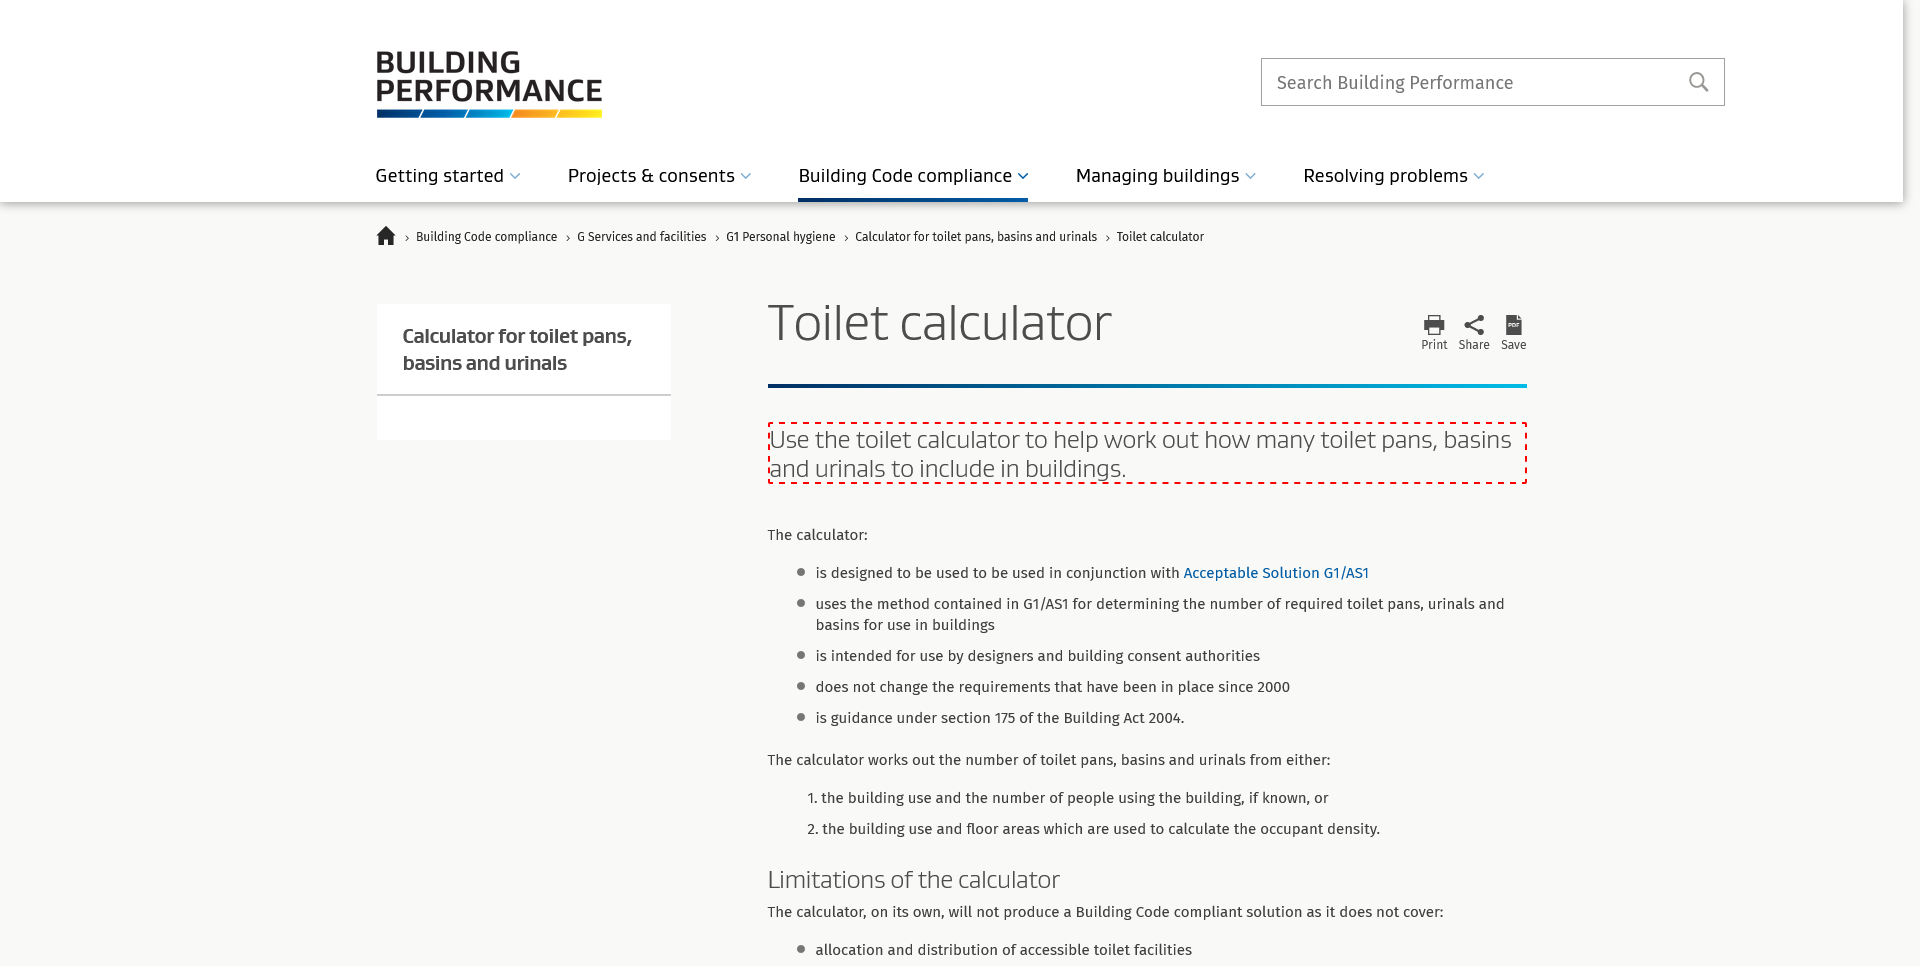 BUILDING
PERFORMANCE
Search Building Performance
Getting started
Projects & consents
Building Code compliance
Managing buildings
Resolving problems
› Building Code compliance › G Services and facilities › G1 Personal hygiene › Calculator for toilet pans, basins and urinals › Toilet calculator
Calculator for toilet pans,
basins and urinals
Toilet calculator
Print
Share
PDF
Save
Use the toilet calculator to help work out how many toilet pans, basins
and urinals to include in buildings.
The calculator:
is designed to be used to be used in conjunction with Acceptable Solution G1/AS1
uses the method contained in G1/AS1 for determining the number of required toilet pans, urinals and
basins for use in buildings
is intended for use by designers and building consent authorities
does not change the requirements that have been in place since 2000
is guidance under section 175 of the Building Act 2004.
The calculator works out the number of toilet pans, basins and urinals from either:
1. the building use and the number of people using the building, if known, or
2. the building use and floor areas which are used to calculate the occupant density.
Limitations of the calculator
The calculator, on its own, will not produce a Building Code compliant solution as it does not cover:
allocation and distribution of accessible toilet facilities